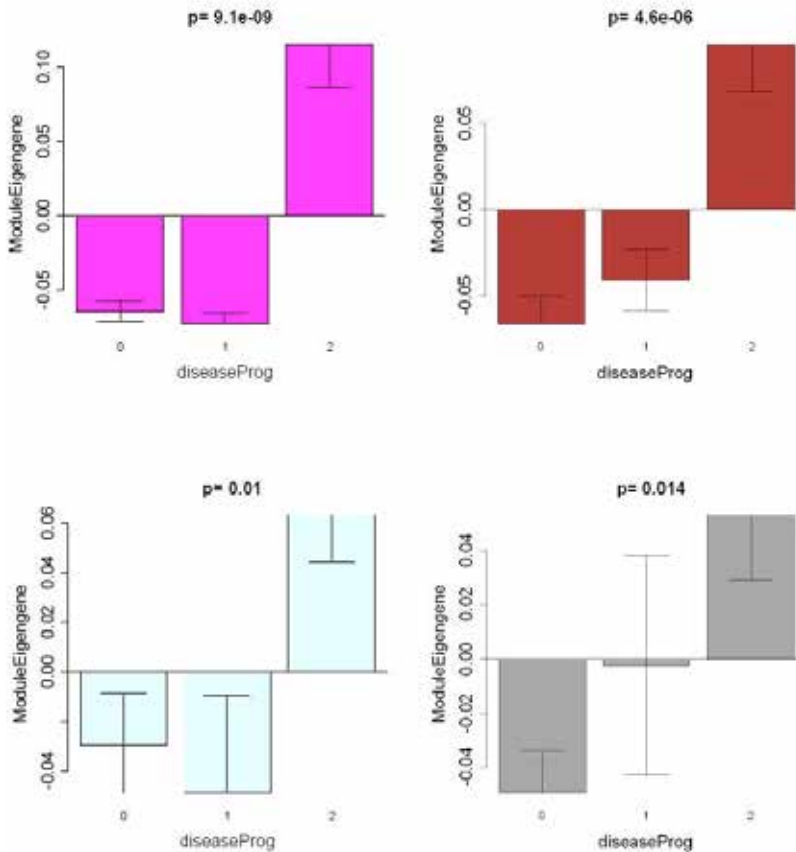 p= 9.1e-09
ModuleEigengene
0.10
0.05
0.00
-0.05
0 1 2
diseaseProg
p= 4.6e-06
ModuleEigengene
0.05
0.00
-0.05
0 1 2
diseaseProg
p= 0.01
ModuleEigengene
0.06
0.04
0.02
0.00
-0.04
0 1 2
diseaseProg
p= 0.014
ModuleEigengene
0.04
0.02
0.00
-0.02
-0.04
0 1 2
diseaseProg